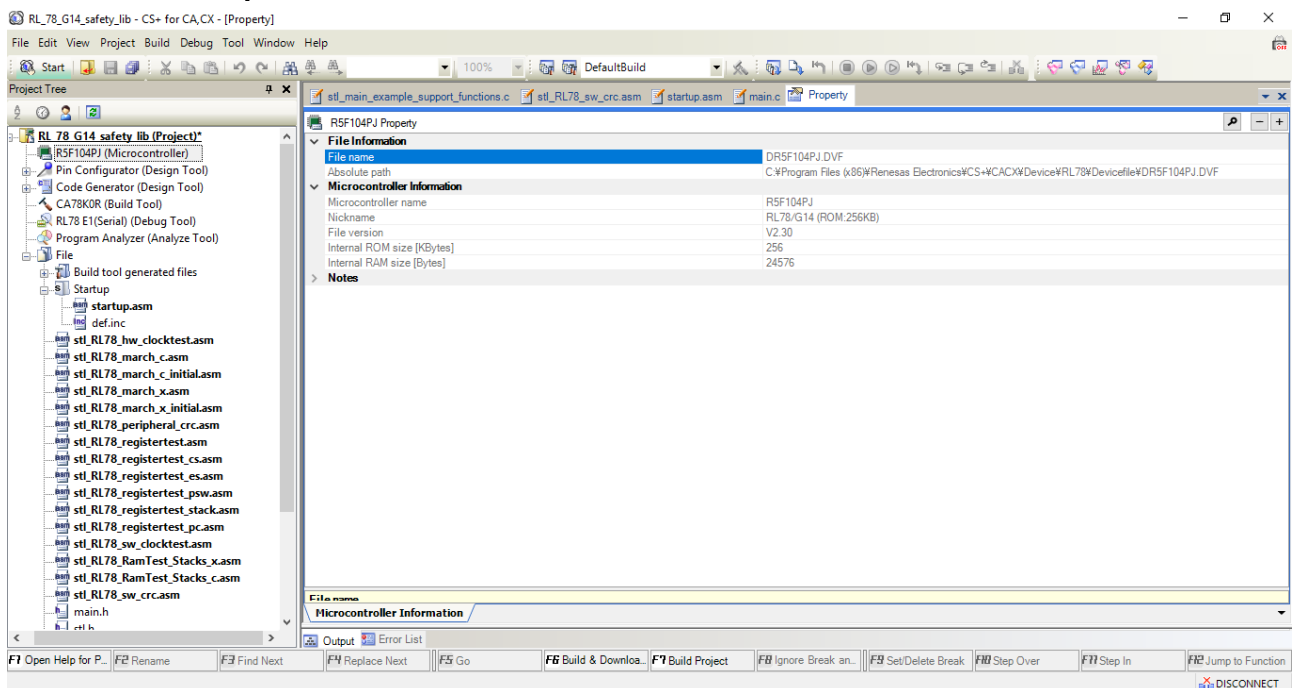 RL_78_G14_safety_lib - CS+ for CA,CX - [Property]
File Edit View Project Build Debug Tool Window Help
Start 100% DefaultBuild
Project Tree
stl_main_example_support_functions.c stl_RL78_sw_crc.asm startup.asm main.c Property
R5F104PJ Property
RL_78_G14_safety_lib (Project)*
R5F104PJ (Microcontroller)
Pin Configurator (Design Tool)
Code Generator (Design Tool)
CA78K0R (Build Tool)
RL78 E1(Serial) (Debug Tool)
Program Analyzer (Analyze Tool)
File
Build tool generated files
Startup
startup.asm
def.inc
stl_RL78_hw_clocktest.asm
stl_RL78_march_c.asm
stl_RL78_march_c_initial.asm
stl_RL78_march_x.asm
stl_RL78_march_x_initial.asm
stl_RL78_peripheral_crc.asm
stl_RL78_registertest.asm
stl_RL78_registertest_cs.asm
stl_RL78_registertest_es.asm
stl_RL78_registertest_psw.asm
stl_RL78_registertest_stack.asm
stl_RL78_registertest_pc.asm
stl_RL78_sw_clocktest.asm
stl_RL78_RamTest_Stacks_x.asm
stl_RL78_RamTest_Stacks_c.asm
stl_RL78_sw_crc.asm
main.h
stl.h
File Information
File name DR5F104PJ.DVF
Absolute path C:¥Program Files (x86)¥Renesas Electronics¥CS+¥CACX¥Device¥RL78¥Devicefile¥DR5F104PJ.DVF
Microcontroller Information
Microcontroller name R5F104PJ
Nickname RL78/G14 (ROM:256KB)
File version V2.30
Internal ROM size [KBytes] 256
Internal RAM size [Bytes] 24576
Notes
File name
Microcontroller Information
Output Error List
F1 Open Help for P... F2 Rename F3 Find Next F4 Replace Next F5 Go F6 Build & Downloa... F7 Build Project F8 Ignore Break an... F9 Set/Delete Break F10 Step Over F11 Step In F12 Jump to Function
DISCONNECT